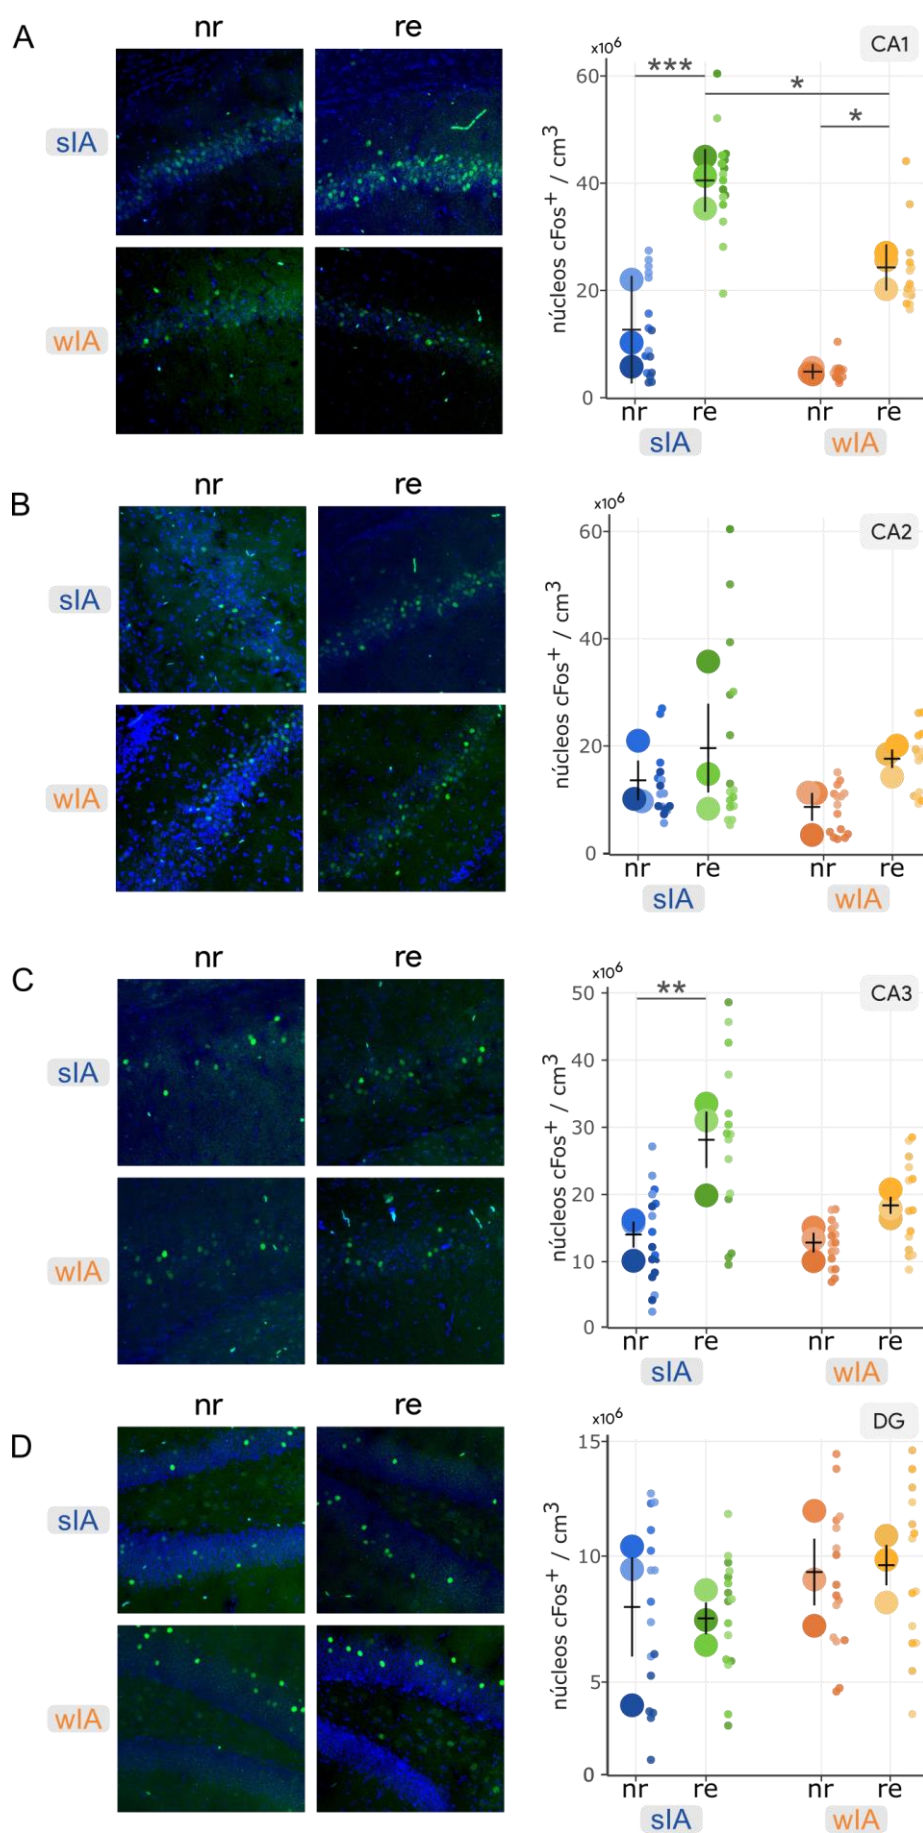 A
nr re
sIA
wIA
x10⁶
CA1
núcleos cFos⁺ / cm³
60
40
20
0
***
*
*
nr re nr re
sIA wIA
B
nr re
sIA
wIA
x10⁶
CA2
núcleos cFos⁺ / cm³
60
40
20
0
nr re nr re
sIA wIA
C
nr re
sIA
wIA
x10⁶
CA3
núcleos cFos⁺ / cm³
50
40
30
20
10
0
**
nr re nr re
sIA wIA
D
nr re
sIA
wIA
x10⁶
DG
núcleos cFos⁺ / cm³
15
10
5
0
nr re nr re
sIA wIA